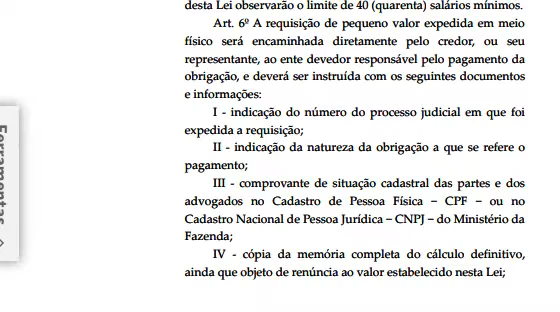 desta Lei observarão o limite de 40 (quarenta) salários mínimos.
Art. 6º A requisição de pequeno valor expedida em meio
físico será encaminhada diretamente pelo credor, ou seu
representante, ao ente devedor responsável pelo pagamento da
obrigação, e deverá ser instruída com os seguintes documentos
e informações:
I - indicação do número do processo judicial em que foi
expedida a requisição;
II - indicação da natureza da obrigação a que se refere o
pagamento;
III - comprovante de situação cadastral das partes e dos
advogados no Cadastro de Pessoa Física – CPF – ou no
Cadastro Nacional de Pessoa Jurídica – CNPJ – do Ministério da
Fazenda;
IV - cópia da memória completa do cálculo definitivo,
ainda que objeto de renúncia ao valor estabelecido nesta Lei;
Ferramentas